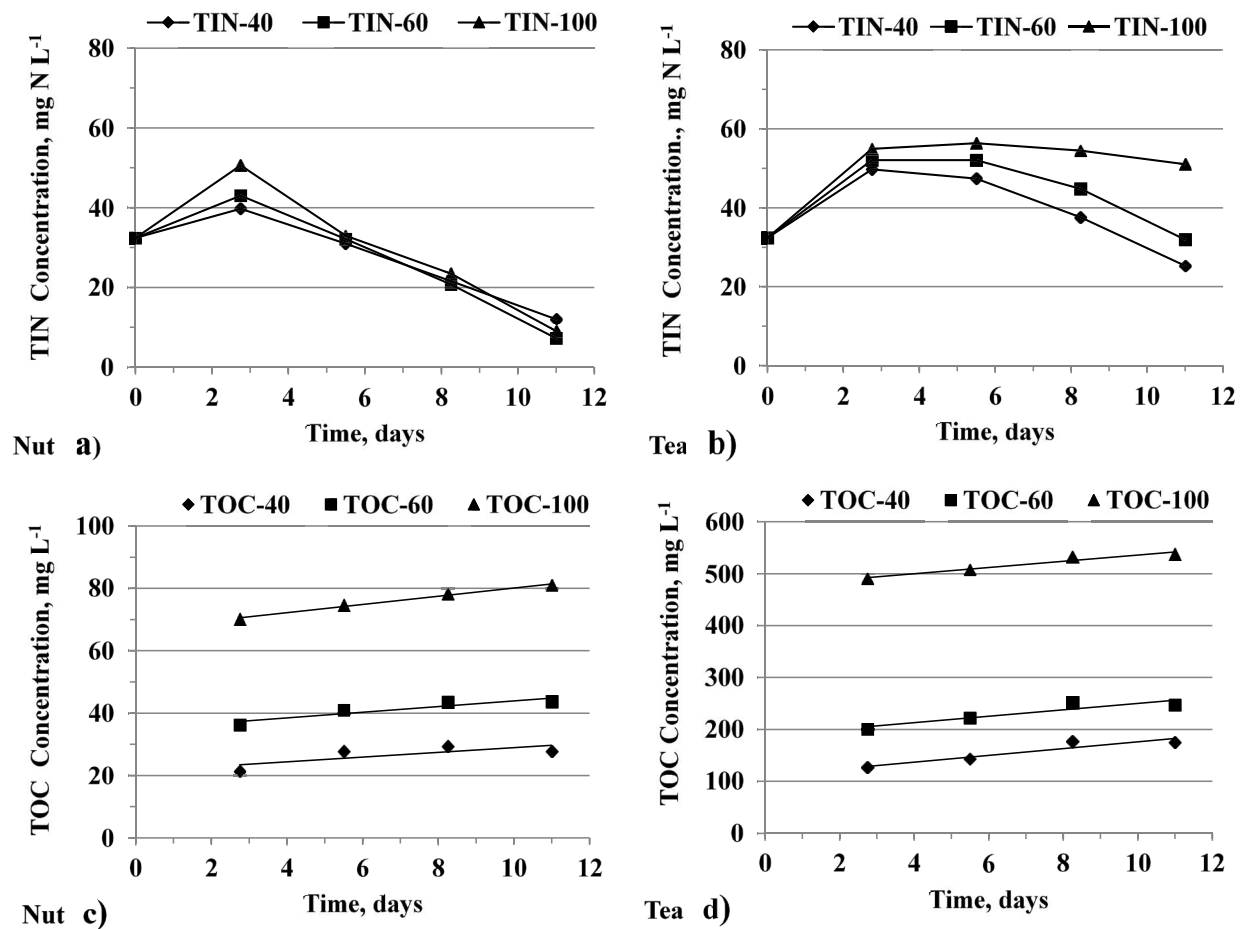 TIN-40 TIN-60 TIN-100
TIN Concentration, mg N L-1
80
60
40
20
0
0 2 4 6 8 10 12
Time, days
Nut a)
TIN-40 TIN-60 TIN-100
TIN Concentration., mg N L-1
80
60
40
20
0
0 2 4 6 8 10 12
Time, days
Tea b)
TOC-40 TOC-60 TOC-100
TOC Concentration, mg L-1
100
80
60
40
20
0
0 2 4 6 8 10 12
Time, days
Nut c)
TOC-40 TOC-60 TOC-100
TOC Concentration, mg L-1
600
500
400
300
200
100
0
0 2 4 6 8 10 12
Time, days
Tea d)